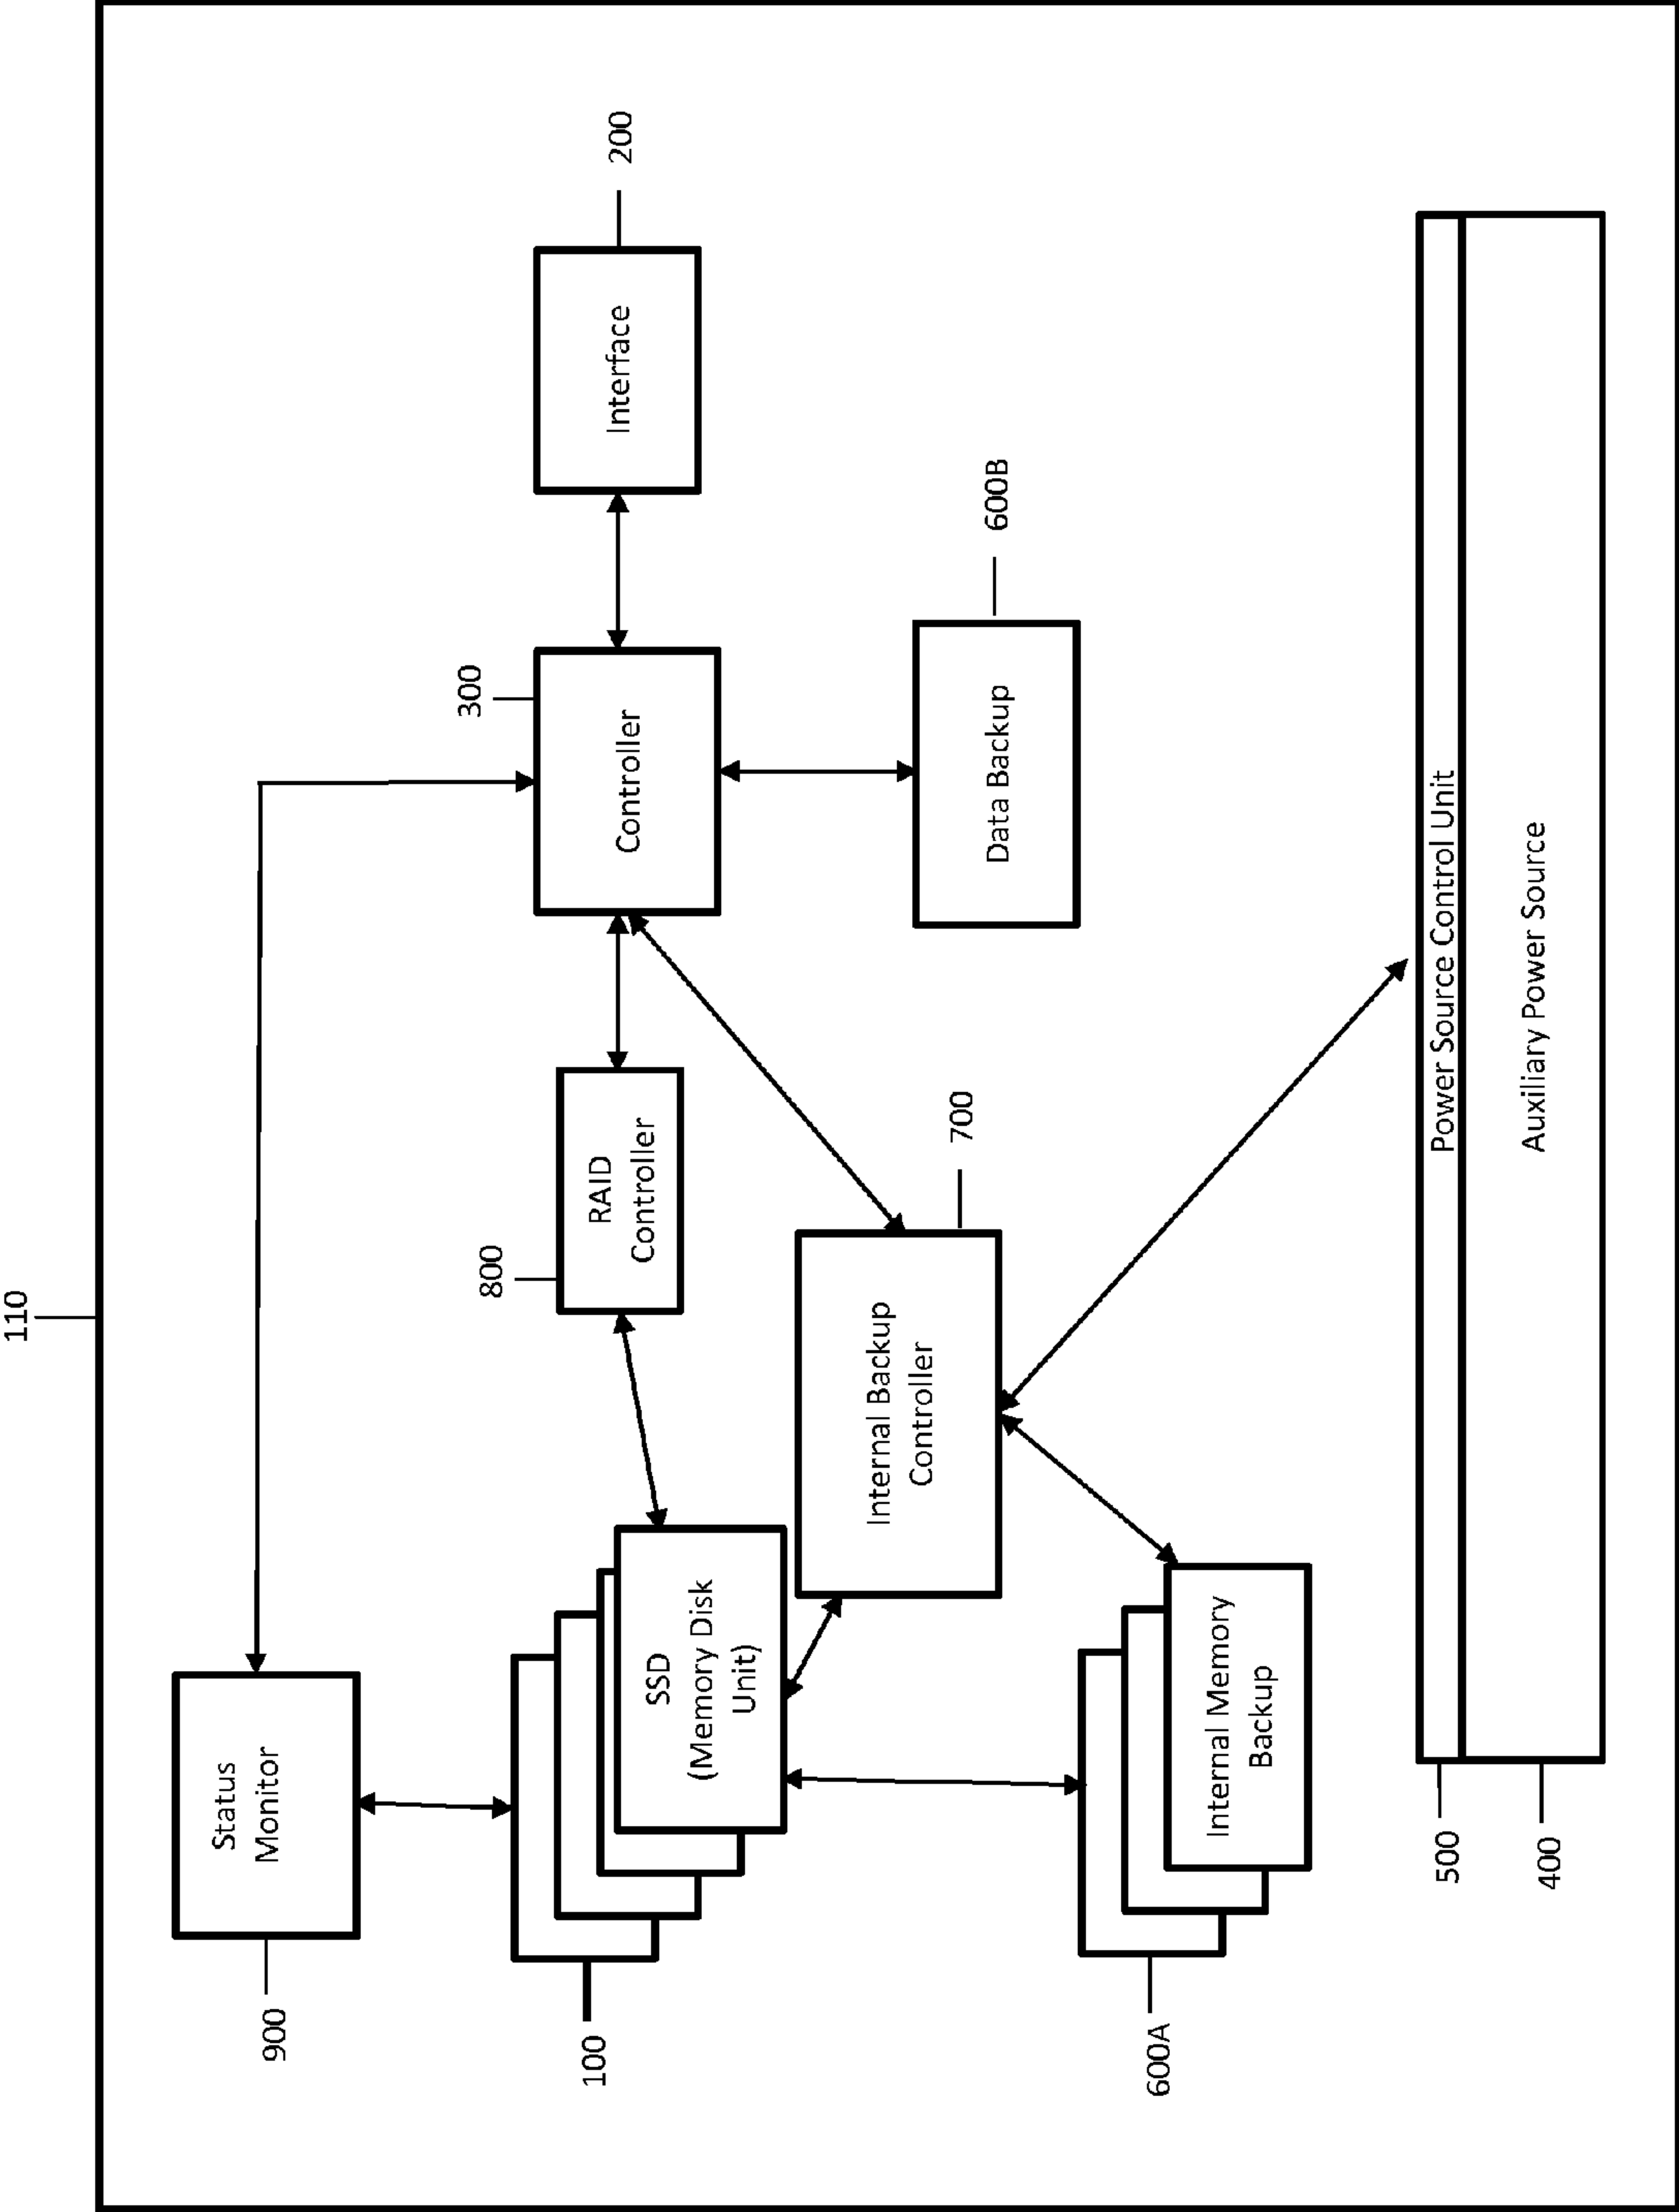 110
900
Status
Monitor
100
SSD
(Memory Disk
Unit)
800
RAID
Controller
300
Controller
Interface
200
Internal Backup
Controller
700
Data Backup
600B
600A
Internal Memory
Backup
500
Power Source Control Unit
400
Auxiliary Power Source